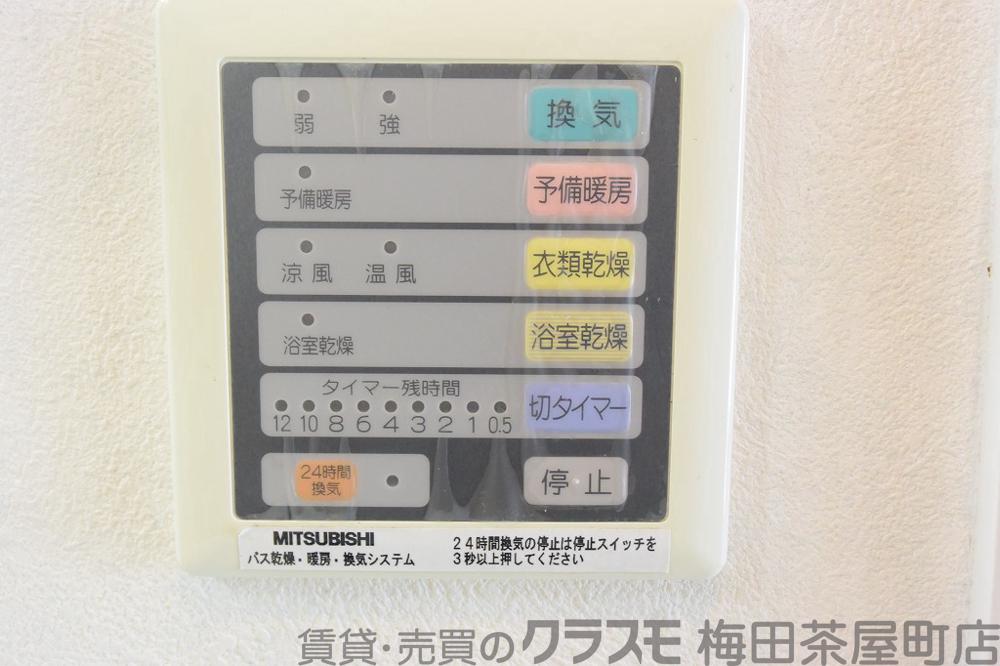 弱 強 換気
予備暖房 予備暖房
涼風 温風 衣類乾燥
浴室乾燥 浴室乾燥
タイマー残時間
12 10 8 6 4 3 2 1 0.5 切タイマー
24時間
換気
停止
MITSUBISHI
バス乾燥・暖房・換気システム
24時間換気の停止は停止スイッチを
3秒以上押してください
賃貸・売買のクラスモ 梅田茶屋町店